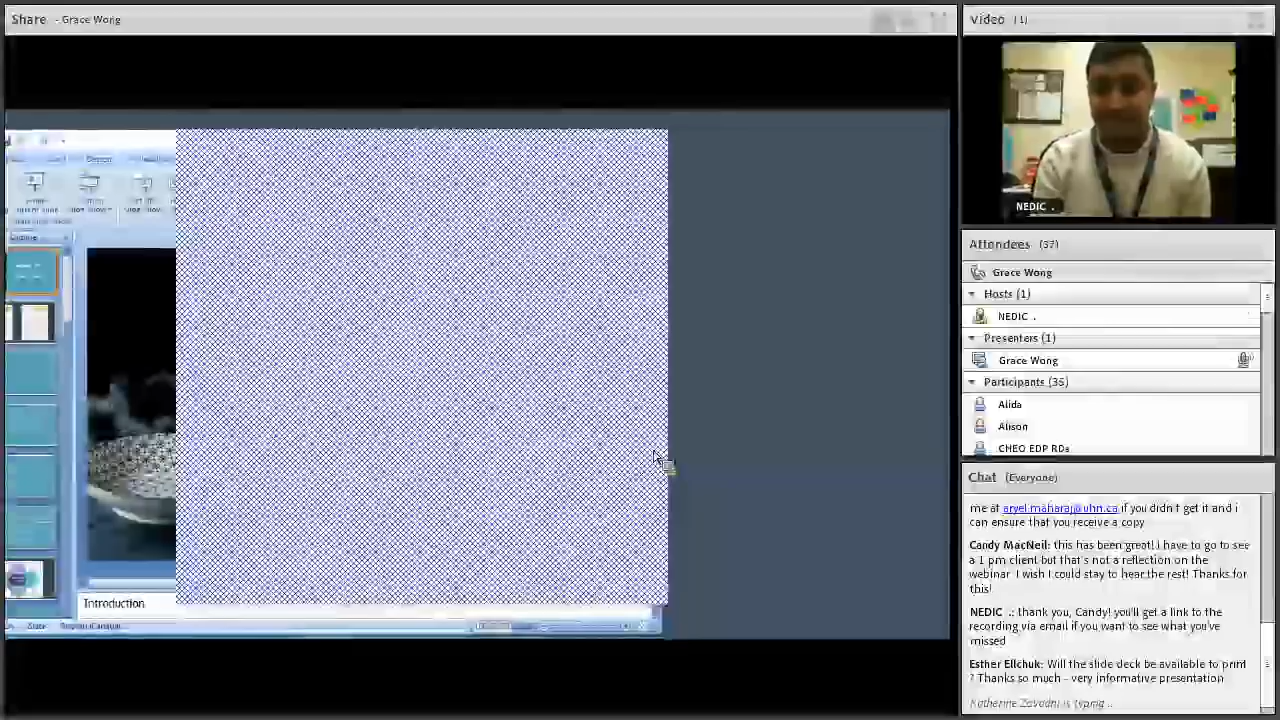 Share - Grace Wong
Video (1)
NEDIC .
Attendees (37)
Grace Wong
Hosts (1)
NEDIC .
Presenters (1)
Grace Wong
Participants (35)
Alida
Alison
CHEO EDP RDs
Chat (Everyone)
me at aryel.maharaj@uhn.ca if you didn't get it and i
can ensure that you receive a copy
Candy MacNeil: this has been great! I have to go to see
a 1 pm client but that's not a reflection on the
webinar I wish I could stay to hear the rest! Thanks for
this!
NEDIC .: thank you, Candy! you'll get a link to the
recording via email if you want to see what you've
missed
Esther Ellchuk: Will the slide deck be available to print
? Thanks so much - very informative presentation
Katherine Zavodni is typing ..
Outline
Introduction